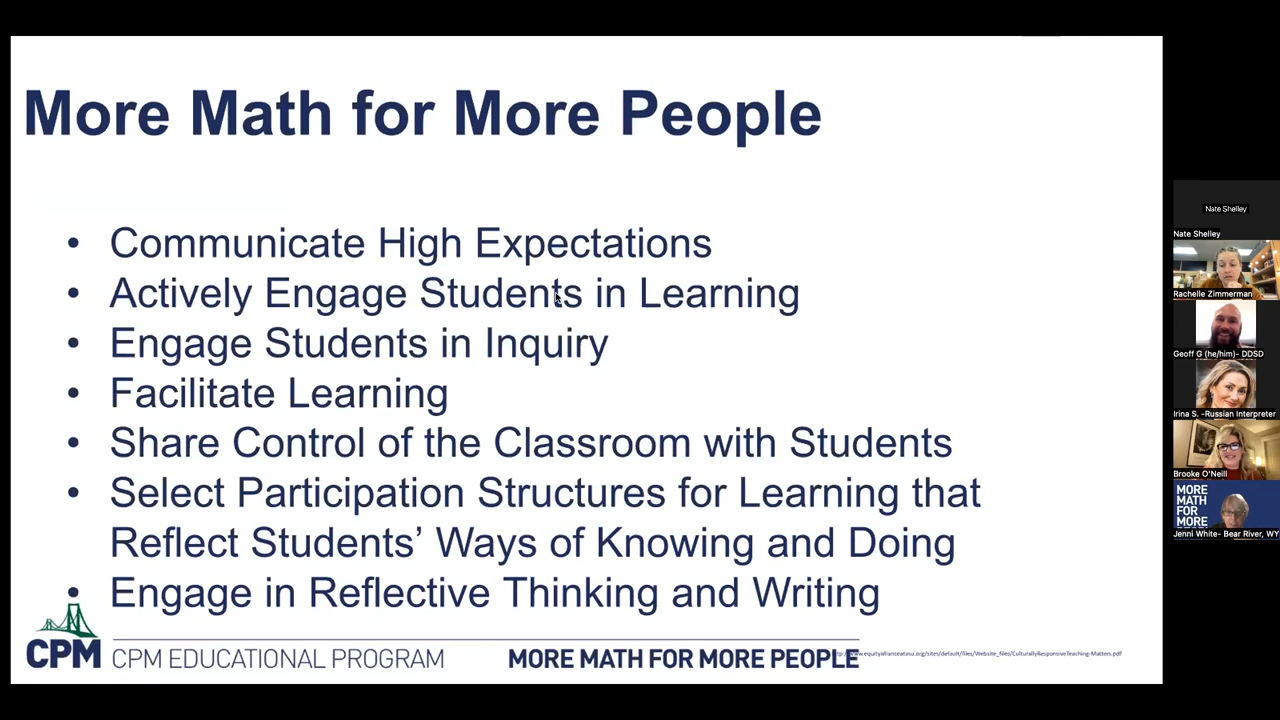 More Math for More People
• Communicate High Expectations
• Actively Engage Students in Learning
• Engage Students in Inquiry
• Facilitate Learning
• Share Control of the Classroom with Students
• Select Participation Structures for Learning that
Reflect Students’ Ways of Knowing and Doing
• Engage in Reflective Thinking and Writing
CPM CPM EDUCATIONAL PROGRAM
MORE MATH FOR MORE PEOPLE
Nate Shelley
Nate Shelley
Rachelle Zimmerman
Geoff G (he/him)- DDSD
Irina S. -Russian Interpreter
Brooke O'Neill
MORE
MATH
FOR
MORE
Jenni White- Bear River, WY